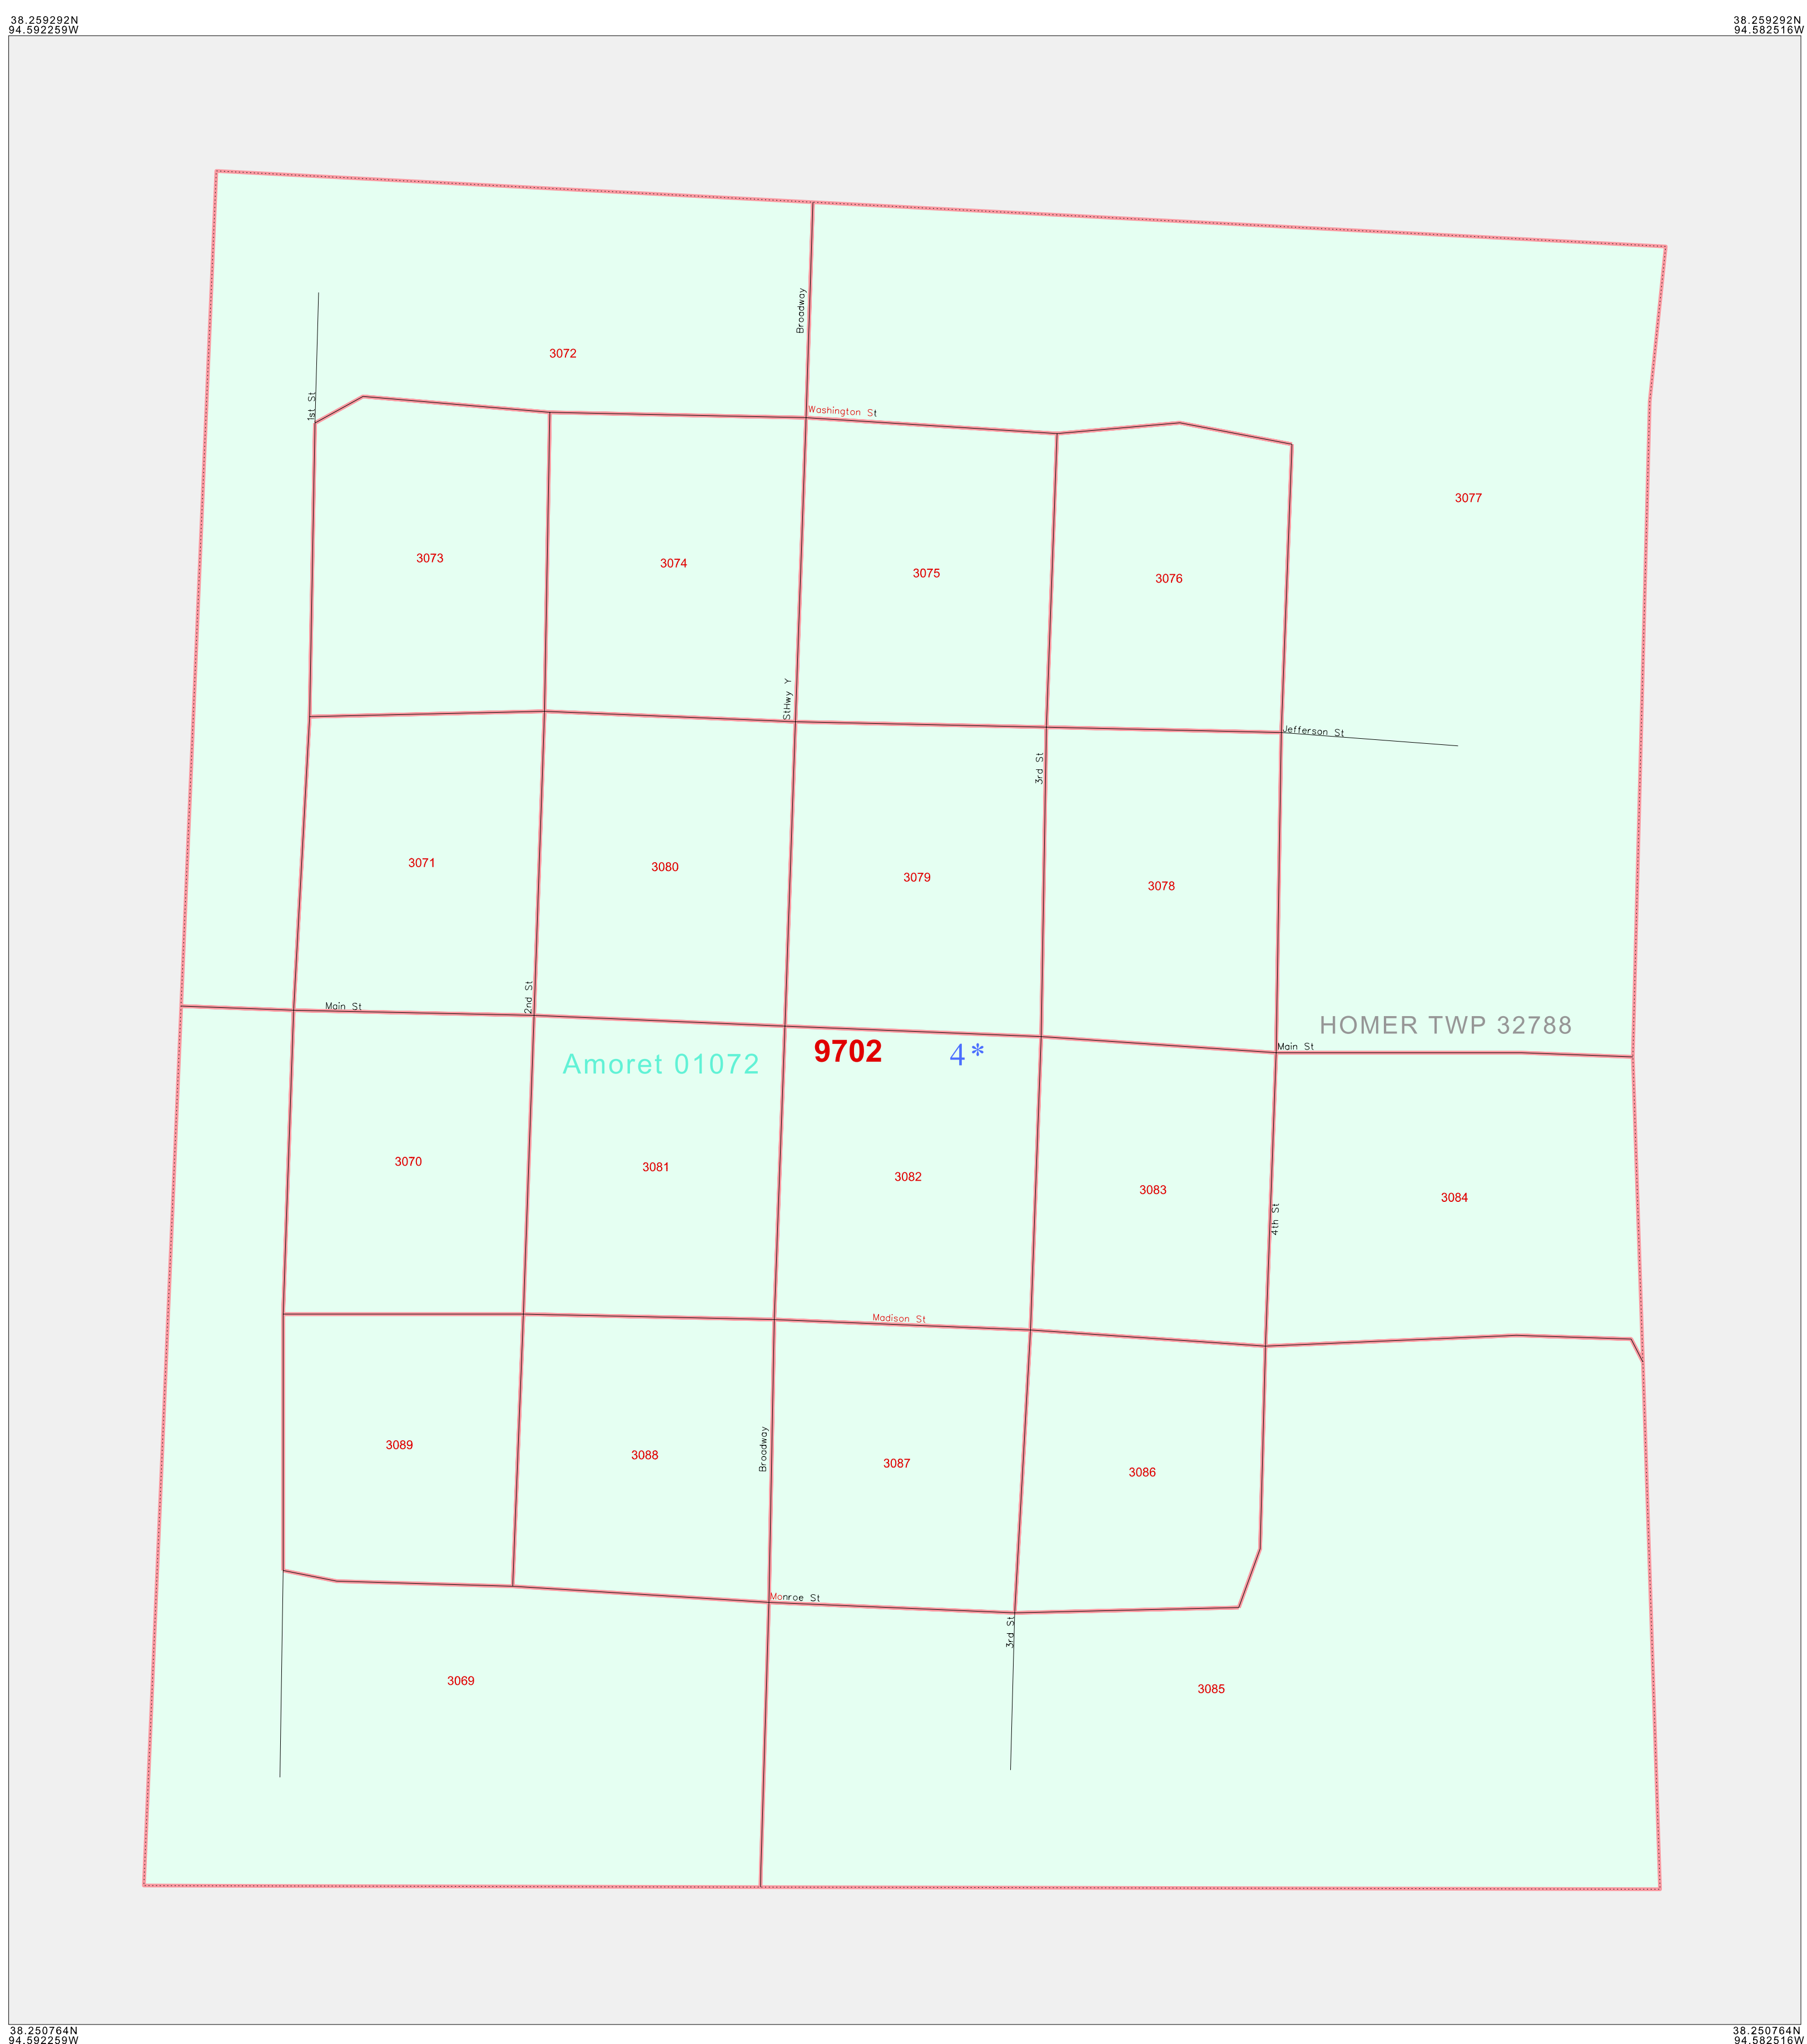 38.259292N
94.592259W
38.259292N
94.582516W
Broadway
3072
1st St
Washington St
3077
3073
3074
3075
3076
StHwy Y
Jefferson St
3rd St
3071
3080
3079
3078
2nd St
Main St
HOMER TWP 32788
Main St
Amoret 01072
9702
4*
3070
3081
3082
3083
3084
4th St
Madison St
3089
3088
Broadway
3087
3086
Monroe St
3rd St
3069
3085
38.250764N
94.592259W
38.250764N
94.582516W